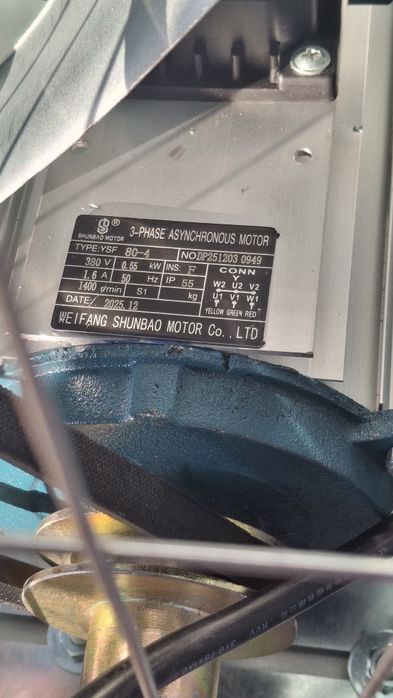 SHUNBAO MOTOR ® 3-PHASE ASYNCHRONOUS MOTOR
TYPE:YSF 80-4 NO DP251203 0949
380 V 0.55 kW INS. F CONN
1.6 A 50 Hz IP 55 Y
1400 r/min S1 kg W2 U2 V2
U1 V1 W1
DATE/ 2025.12 YELLOW GREEN RED
WEIFANG SHUNBAO MOTOR Co.,LTD
RVV